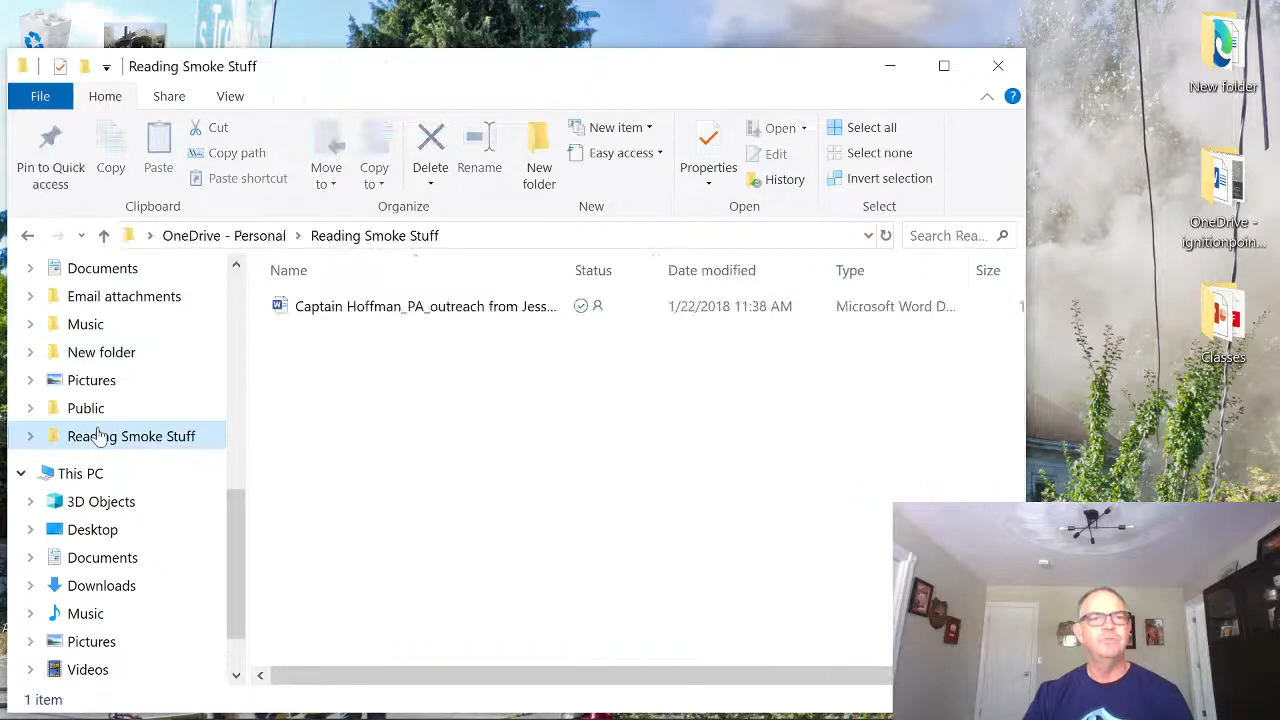 Reading Smoke Stuff
File Home Share View
Pin to Quick access
Copy
Paste
Cut
Copy path
Paste shortcut
Clipboard
Move to
Copy to
Delete
Rename
Organize
New folder
New item
Easy access
New
Properties
Open
Edit
History
Open
Select all
Select none
Invert selection
Select
OneDrive - Personal > Reading Smoke Stuff
Search Rea...
Name Status Date modified Type Size
Captain Hoffman_PA_outreach from Jess... 1/22/2018 11:38 AM Microsoft Word D...
Documents
Email attachments
Music
New folder
Pictures
Public
Reading Smoke Stuff
This PC
3D Objects
Desktop
Documents
Downloads
Music
Pictures
Videos
1 item
New folder
OneDrive -
ignitionpoin...
Classes